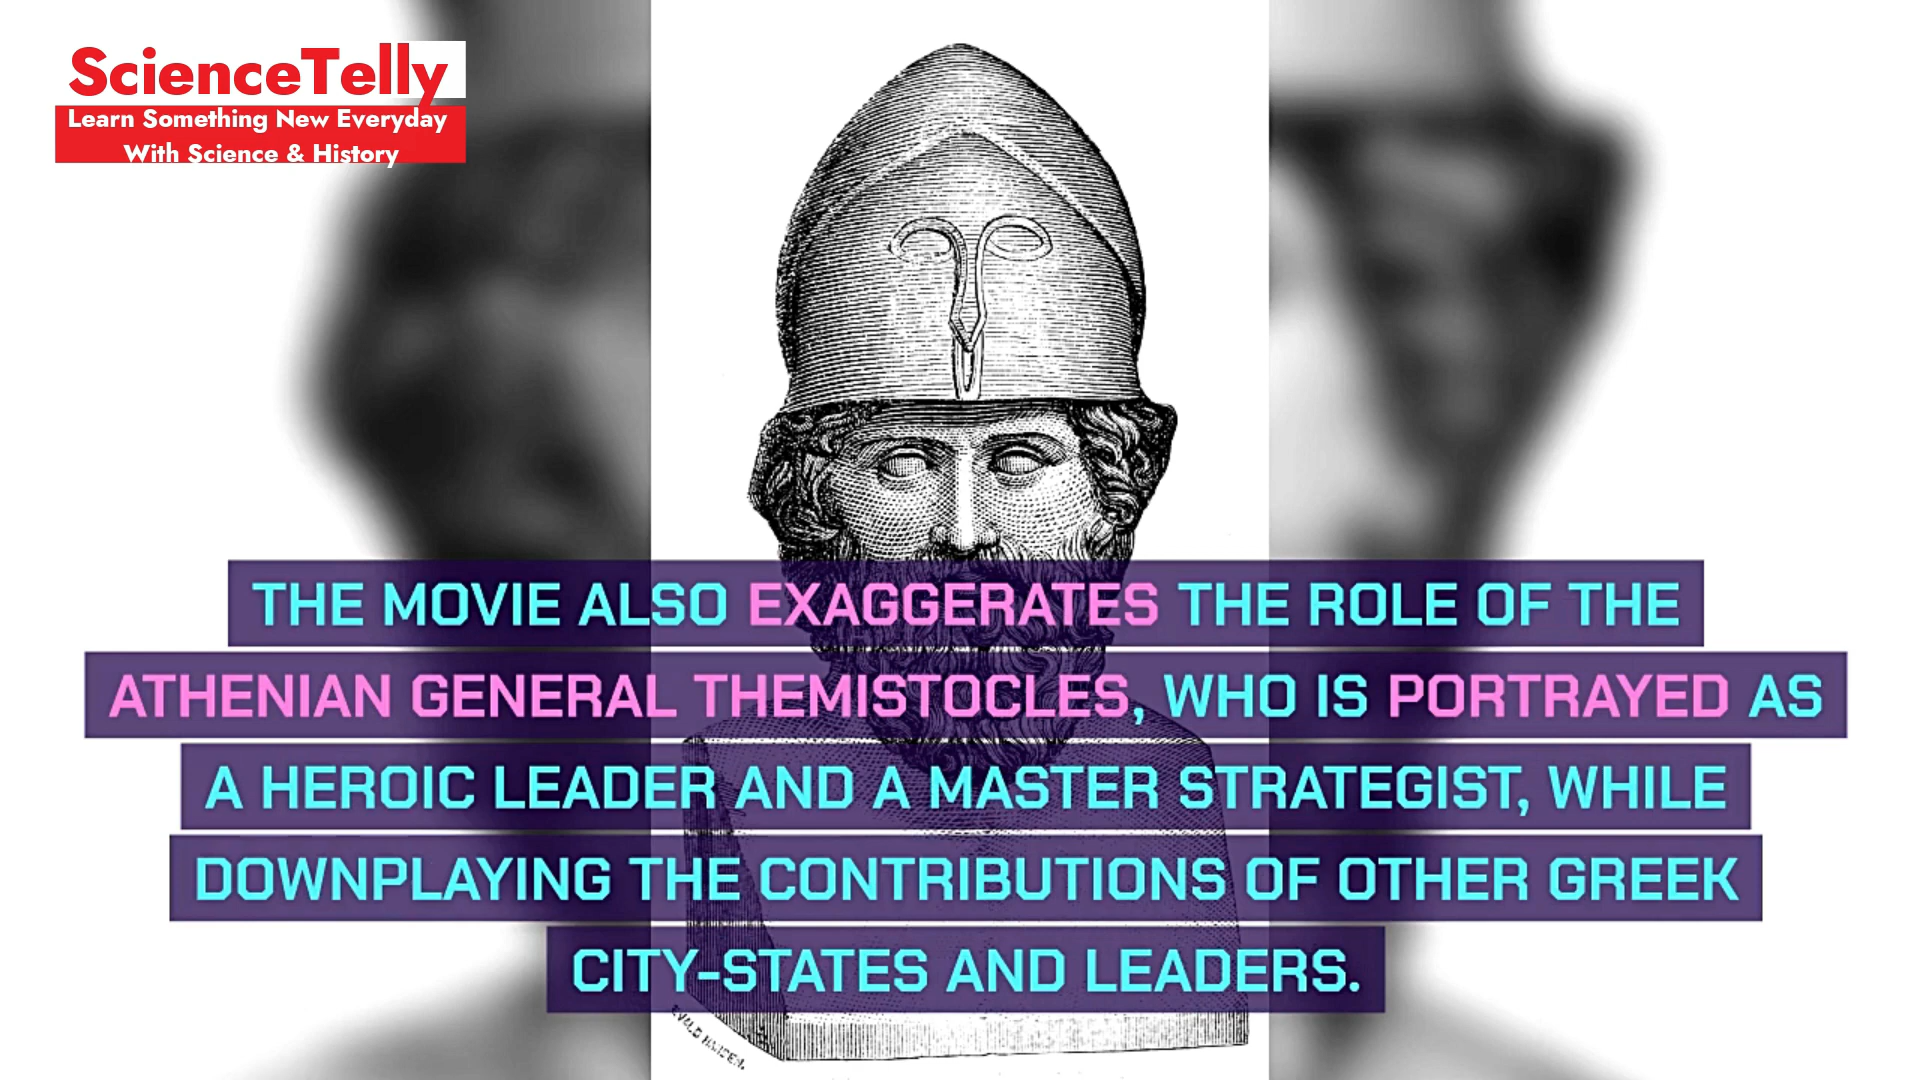 ScienceTelly
Learn Something New Everyday
With Science & History
THE MOVIE ALSO EXAGGERATES THE ROLE OF THE
ATHENIAN GENERAL THEMISTOCLES, WHO IS PORTRAYED AS
A HEROIC LEADER AND A MASTER STRATEGIST, WHILE
DOWNPLAYING THE CONTRIBUTIONS OF OTHER GREEK
CITY-STATES AND LEADERS.